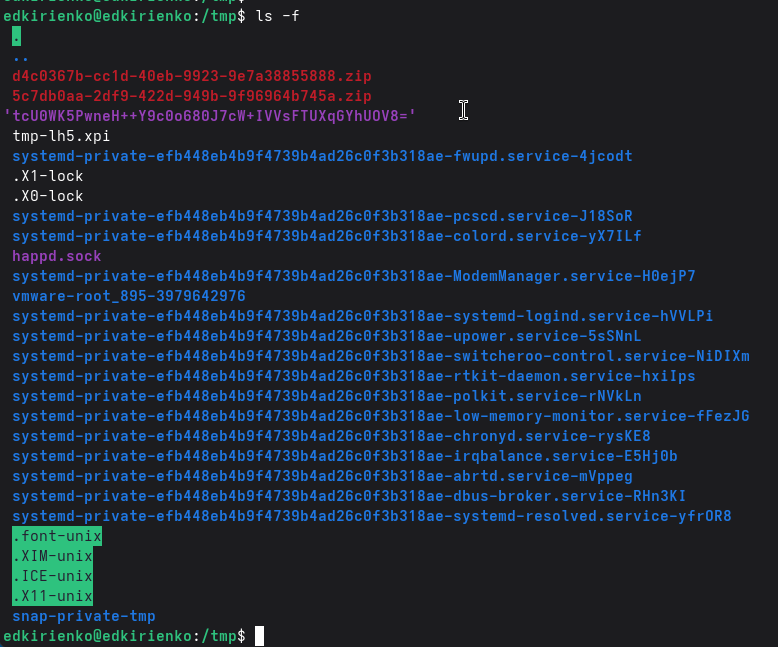 edkirienko@edkirienko:/tmp$ ls -f
.
..
d4c0367b-cc1d-40eb-9923-9e7a38855888.zip
5c7db0aa-2df9-422d-949b-9f96964b745a.zip
'tcU0WK5PwneH++Y9c0o680J7cW+IVVsFTUXqGYhUOV8='
tmp-lh5.xpi
systemd-private-efb448eb4b9f4739b4ad26c0f3b318ae-fwupd.service-4jcodt
.X1-lock
.X0-lock
systemd-private-efb448eb4b9f4739b4ad26c0f3b318ae-pcscd.service-J18SoR
systemd-private-efb448eb4b9f4739b4ad26c0f3b318ae-colord.service-yX7ILf
happd.sock
systemd-private-efb448eb4b9f4739b4ad26c0f3b318ae-ModemManager.service-H0ejP7
vmware-root_895-3979642976
systemd-private-efb448eb4b9f4739b4ad26c0f3b318ae-systemd-logind.service-hVVLPi
systemd-private-efb448eb4b9f4739b4ad26c0f3b318ae-upower.service-5sSNnL
systemd-private-efb448eb4b9f4739b4ad26c0f3b318ae-switcheroo-control.service-NiDIXm
systemd-private-efb448eb4b9f4739b4ad26c0f3b318ae-rtkit-daemon.service-hxiIps
systemd-private-efb448eb4b9f4739b4ad26c0f3b318ae-polkit.service-rNVkLn
systemd-private-efb448eb4b9f4739b4ad26c0f3b318ae-low-memory-monitor.service-fFezJG
systemd-private-efb448eb4b9f4739b4ad26c0f3b318ae-chronyd.service-rysKE8
systemd-private-efb448eb4b9f4739b4ad26c0f3b318ae-irqbalance.service-E5Hj0b
systemd-private-efb448eb4b9f4739b4ad26c0f3b318ae-abrtd.service-mVppeg
systemd-private-efb448eb4b9f4739b4ad26c0f3b318ae-dbus-broker.service-RHn3KI
systemd-private-efb448eb4b9f4739b4ad26c0f3b318ae-systemd-resolved.service-yfrOR8
.font-unix
.XIM-unix
.ICE-unix
.X11-unix
snap-private-tmp
edkirienko@edkirienko:/tmp$